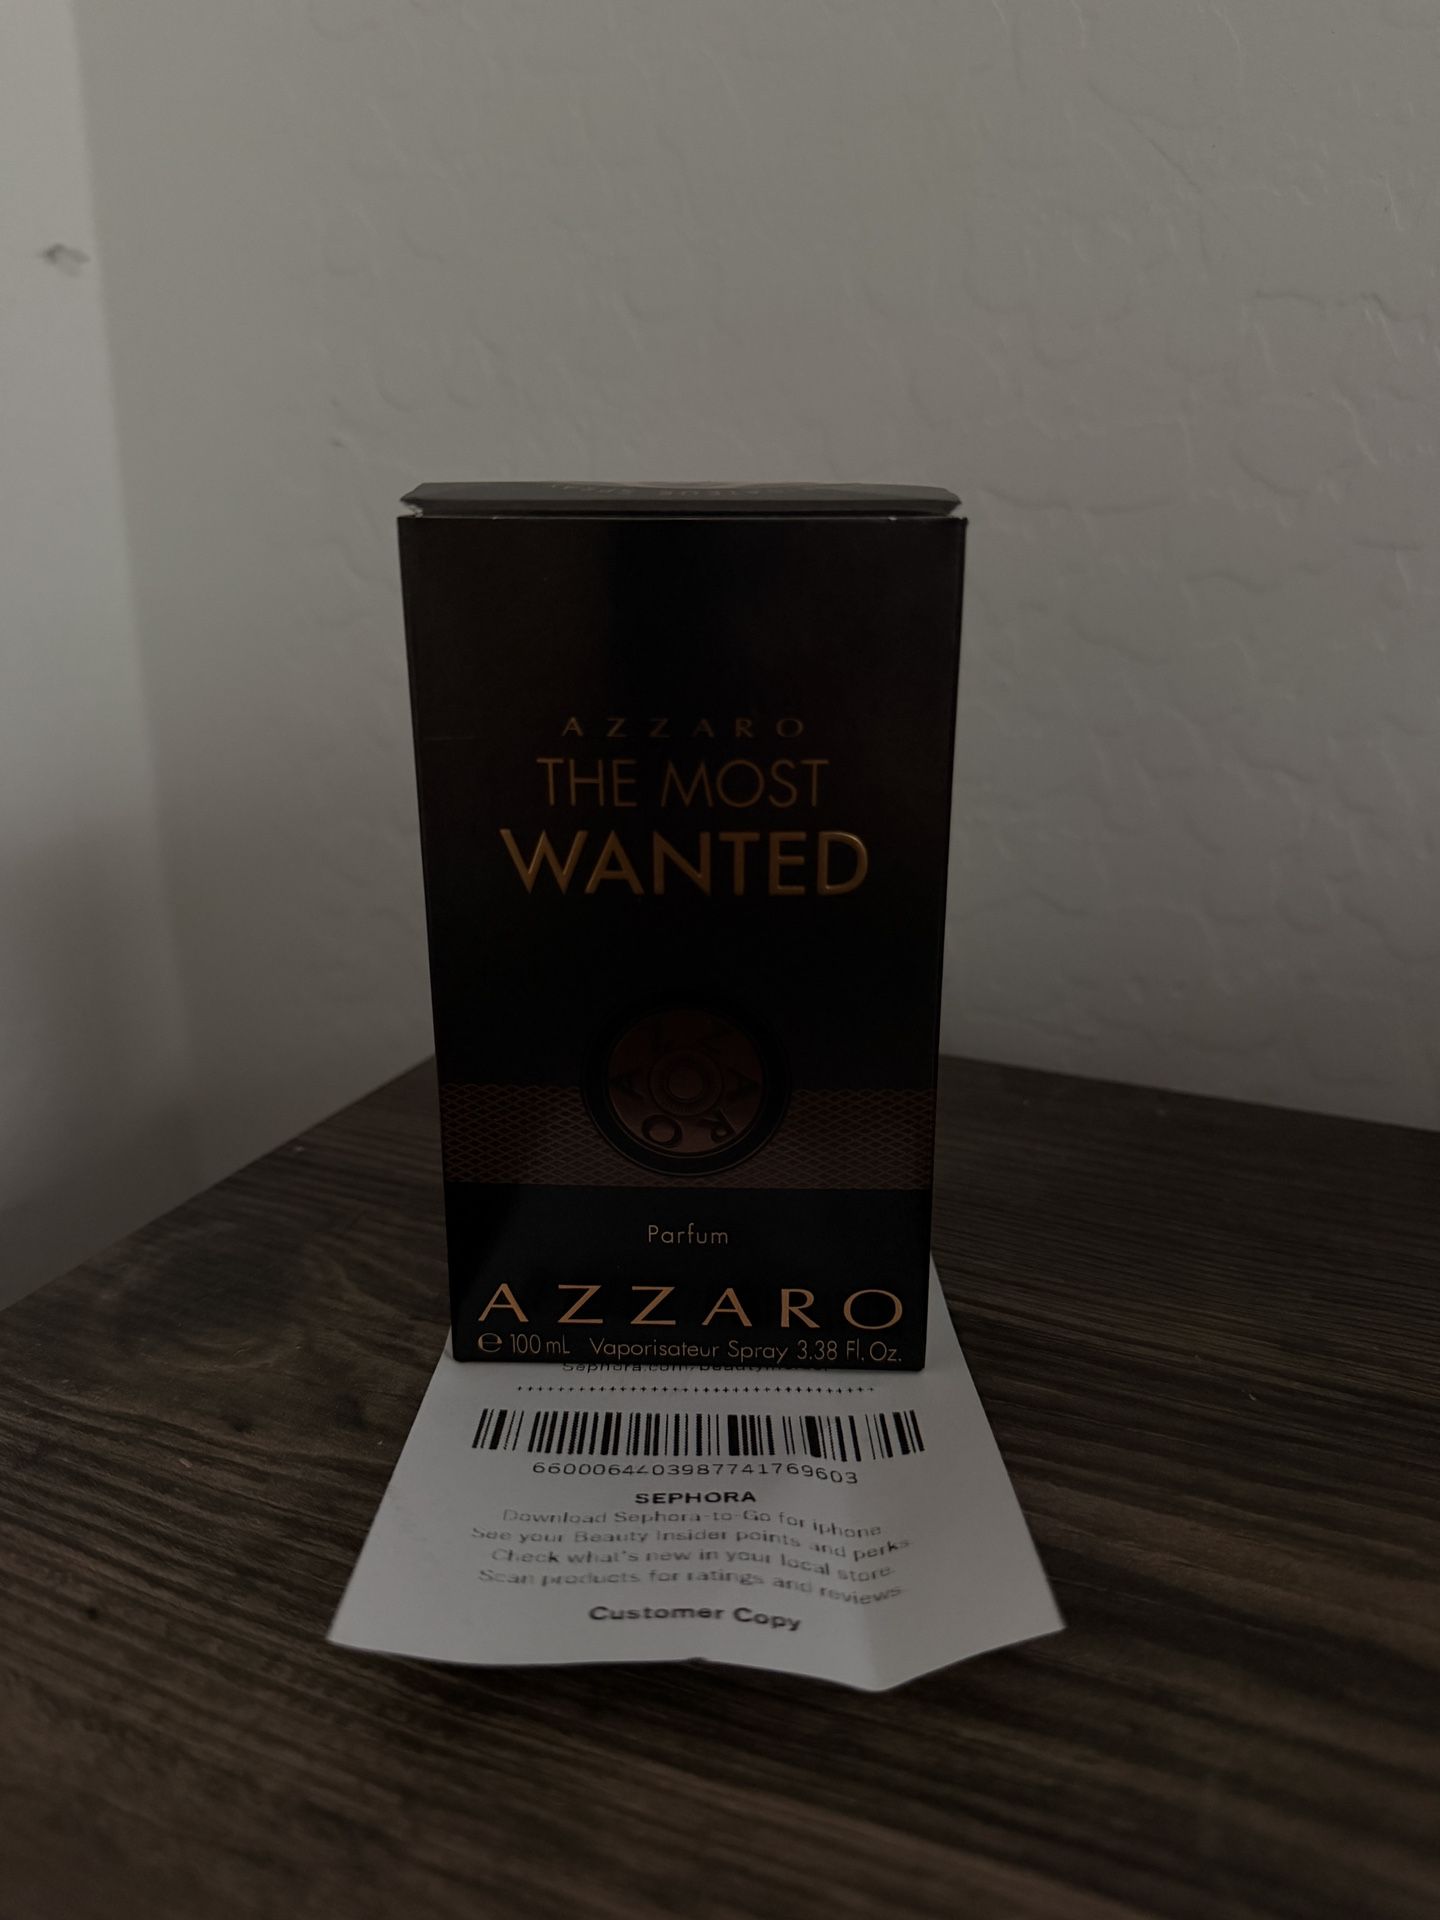 AZZARO
THE MOST
WANTED
AZZARO
Parfum
AZZARO
℮ 100 mL Vaporisateur Spray 3.38 Fl. Oz.
6600064403987741769603
SEPHORA
Download Sephora-to-Go for iphone
See your Beauty Insider points and perks
Check what's new in your local store
Scan products for ratings and reviews
Customer Copy